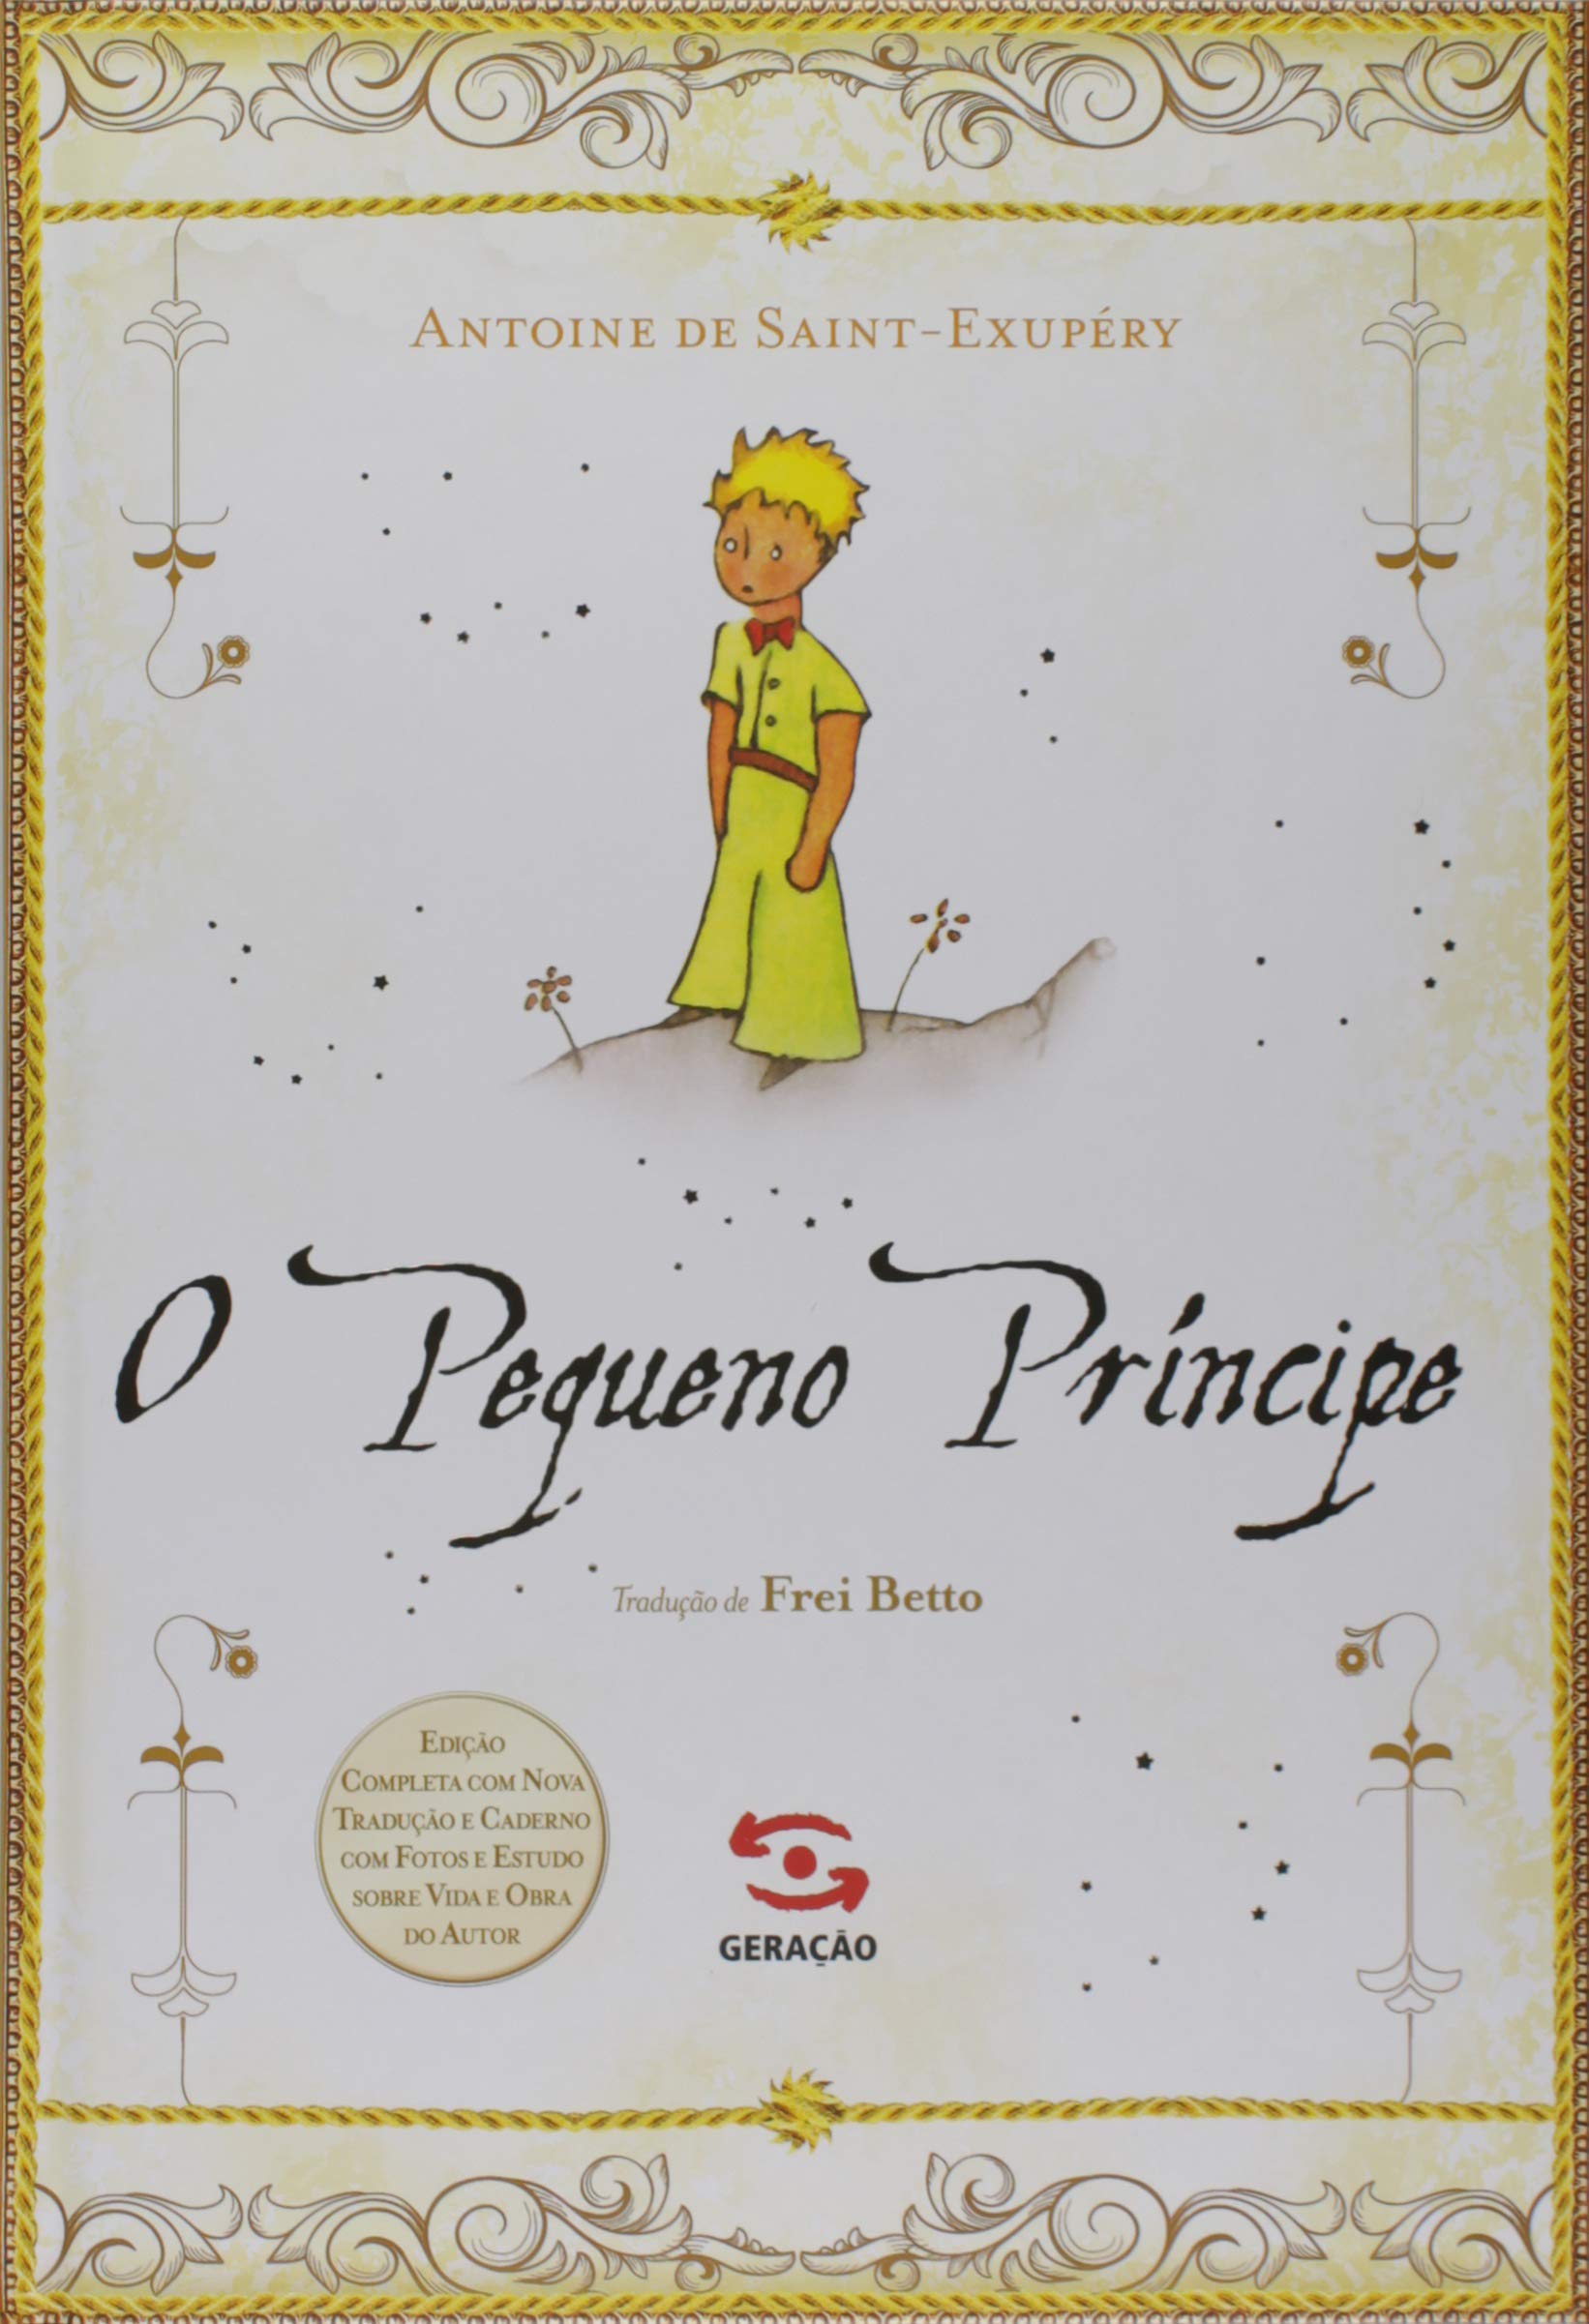 ANTOINE DE SAINT-EXUPÉRY
O Pequeno Príncipe
Tradução de Frei Betto
EDIÇÃO
COMPLETA COM NOVA
TRADUÇÃO E CADERNO
COM FOTOS E ESTUDO
SOBRE VIDA E OBRA
DO AUTOR
GERAÇÃO